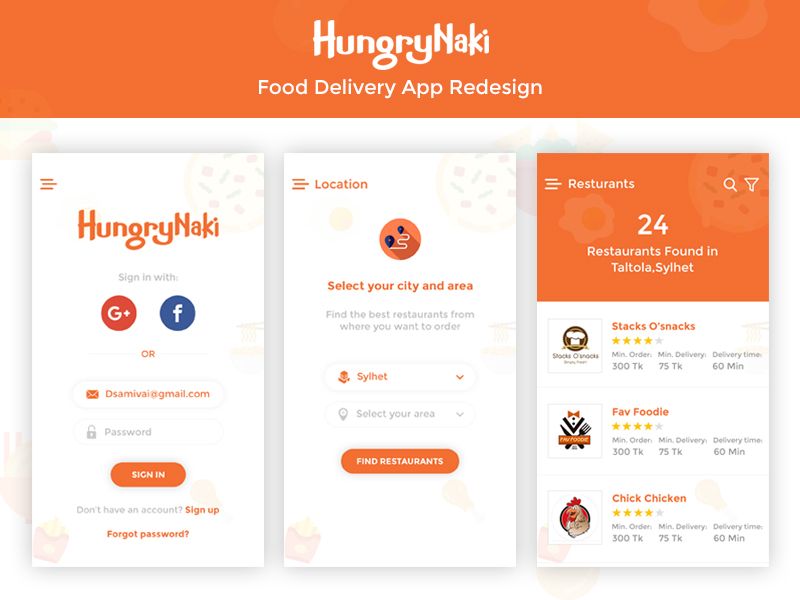 HungryNaki
Food Delivery App Redesign
HungryNaki
Sign in with:
G+
f
OR
Dsamivai@gmail.com
Password
SIGN IN
Don't have an account? Sign up
Forgot password?
Location
Select your city and area
Find the best restaurants from
where you want to order
Sylhet
Select your area
FIND RESTAURANTS
Resturants
24
Restaurants Found in
Taltola,Sylhet
Stacks O'snacks
Stacks O'snacks
Min. Order: Min. Delivery: Delivery time:
300 Tk 75 Tk 60 Min
FAV FOODIE
Fav Foodie
Min. Order: Min. Delivery: Delivery time:
300 Tk 75 Tk 60 Min
Chick Chicken
Min. Order: Min. Delivery: Delivery time:
300 Tk 75 Tk 60 Min